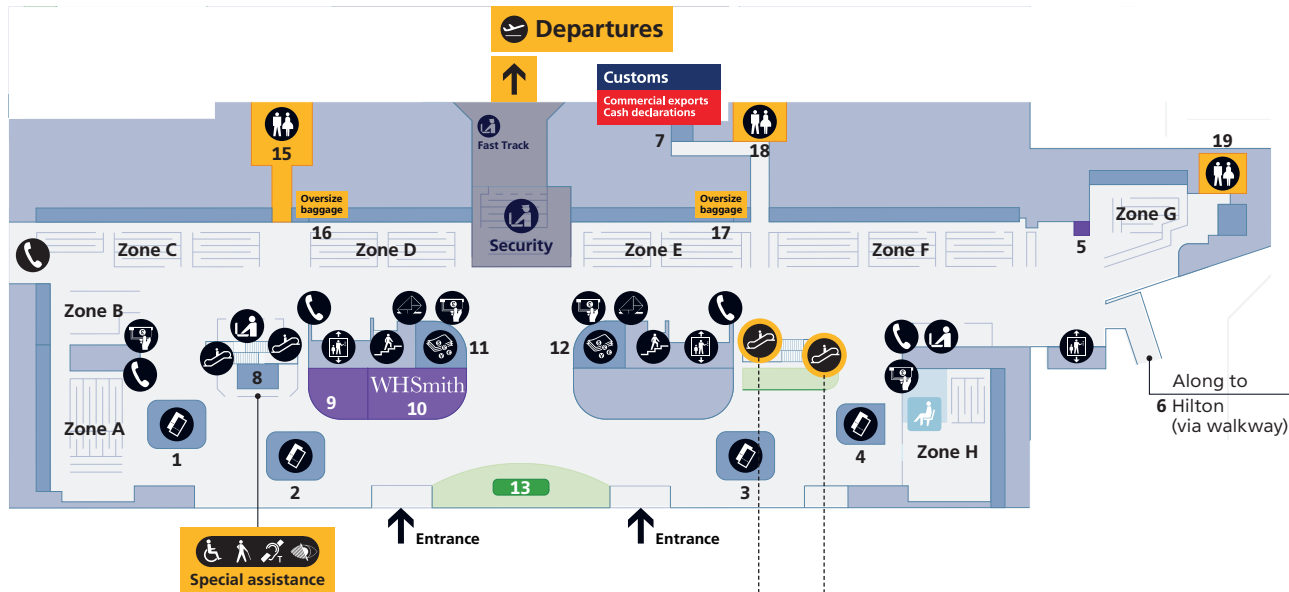 Departures
Customs
Commercial exports
Cash declarations
Fast Track
7
15
18
19
Oversize
baggage
Oversize
baggage
16
17
Security
Zone C
Zone D
Zone E
Zone F
Zone G
5
Zone B
11
12
8
WHSmith
9
10
Zone A
1
2
3
4
Zone H
Along to
6 Hilton
(via walkway)
13
Entrance
Entrance
T
Special assistance